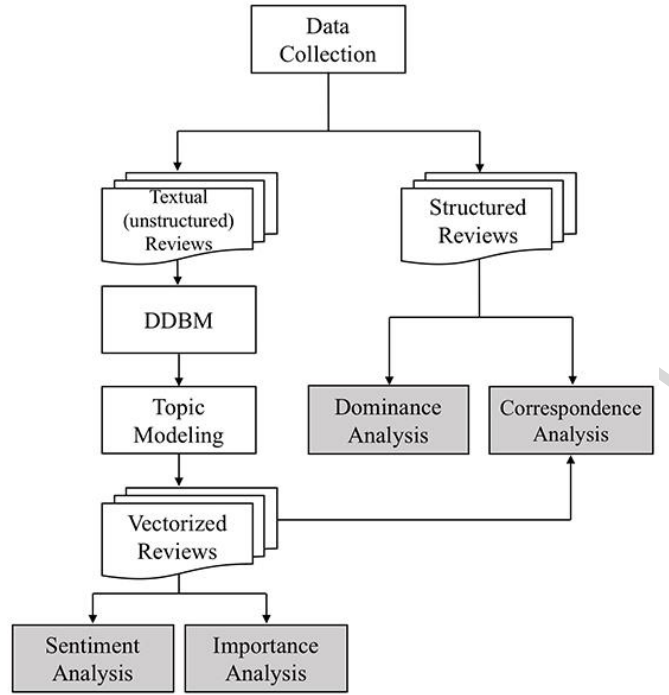 Data
Collection
Textual
(unstructured)
Reviews
Structured
Reviews
DDBM
Topic
Modeling
Dominance
Analysis
Correspondence
Analysis
Vectorized
Reviews
Sentiment
Analysis
Importance
Analysis